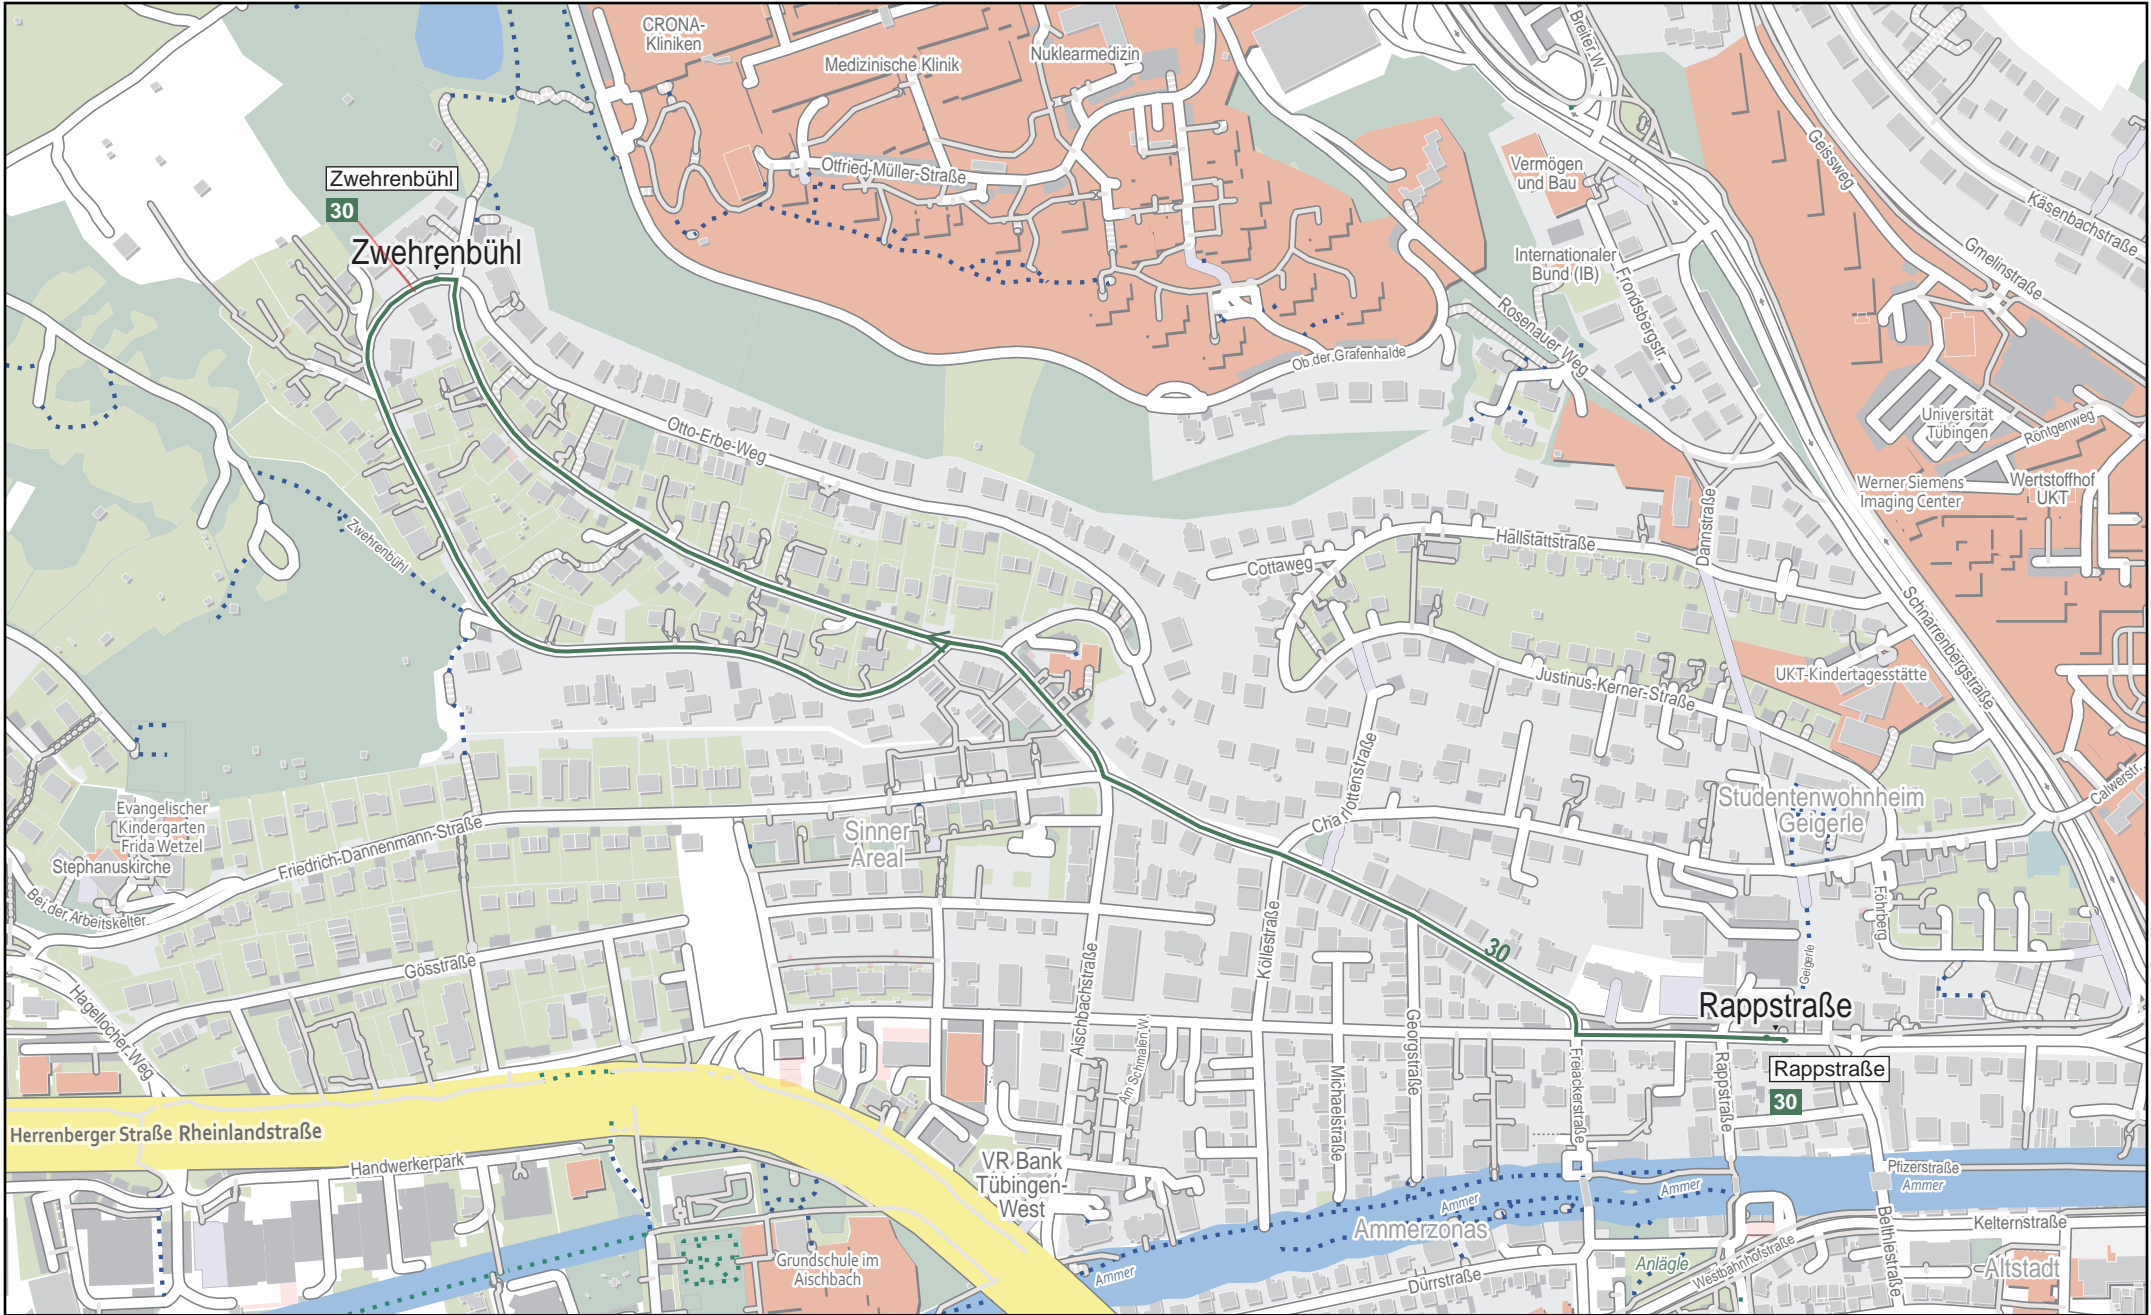 CRONA-
Kliniken
Medizinische Klinik
Nuklearmedizin
Breiter W.
Otfried-Müller-Straße
Vermögen
und Bau
Geissweg
Käsenbachstraße
Gmelinstraße
Zwehrenbühl
30
Zwehrenbühl
Internationaler
Bund (IB)
Frondsbergstr.
Rosenauer Weg
Ob der Grafenhalde
Otto-Erbe-Weg
Universität
Tübingen
Röntgenweg
Werner Siemens
Imaging Center
Wertstoffhof
UKT
Zwehrenbühl
Hallstattstraße
Dannstraße
Cottaweg
Schnarrenbergstraße
Justinus-Kerner-Straße
UKT-Kindertagesstätte
Charlottenstraße
Calwerstr.
Studentenwohnheim
Geigerle
Evangelischer
Kindergarten
Frida Wetzel
Stephanuskirche
Friedrich-Dannenmann-Straße
Sinner
Areal
Bei der Arbeitskelter
Föhrberg
Gösstraße
Köllestraße
Aischbachstraße
30
Geigerle
Hagellocher-Weg
Rappstraße
Am Schmalen W.
Georgstraße
Michaelstraße
Freiackerstraße
Rappstraße
Rappstraße
30
Herrenberger Straße Rheinlandstraße
Handwerkerpark
VR Bank
Tübingen-
West
Pfizerstraße
Ammer
Ammer
Ammer
Ammerzonas
Ammer
Kelternstraße
Bethlestraße
Grundschule im
Aischbach
Anlägle
Westbahnhofstraße
Dürrstraße
Altstadt